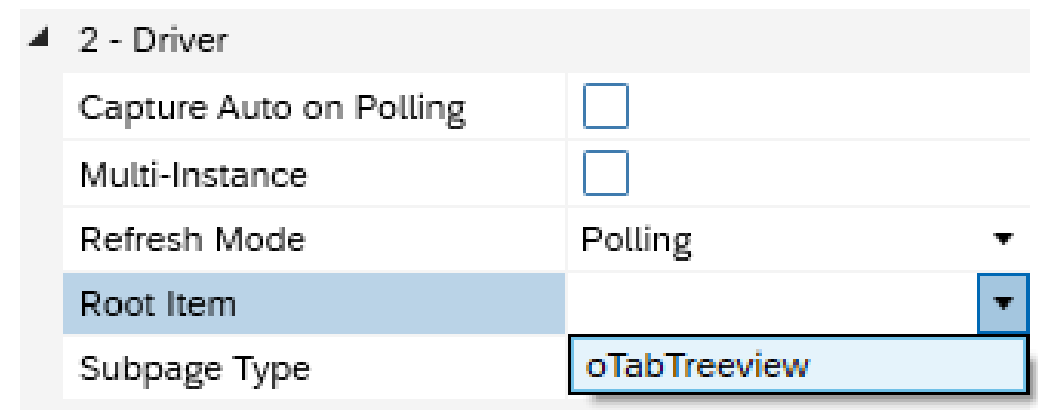 2 - Driver
Capture Auto on Polling
Multi-Instance
Refresh Mode Polling
Root Item
Subpage Type oTabTreeview